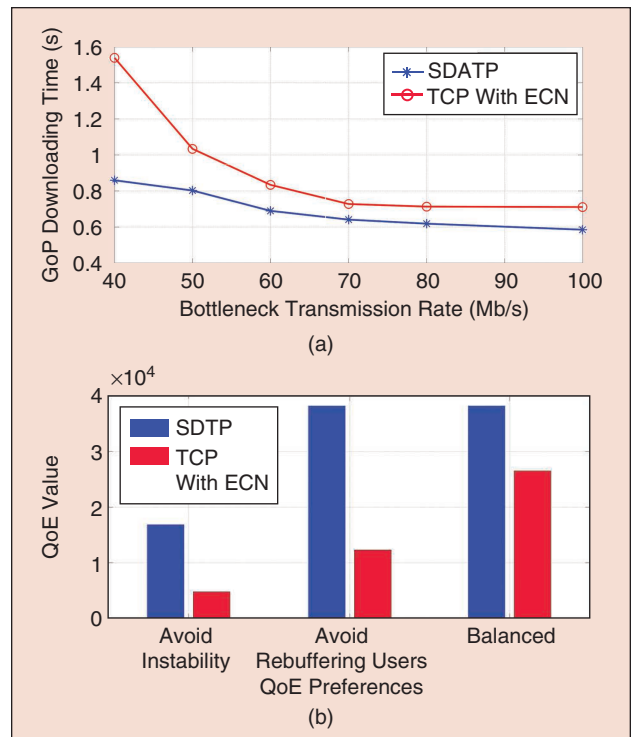 GoP Downloading Time (s)
1.6
1.4
1.2
1
0.8
0.6
0.4
SDATP
TCP With ECN
40 50 60 70 80 90 100
Bottleneck Transmission Rate (Mb/s)
(a)
×10^4
QoE Value
4
3
2
1
0
SDTP
TCP
With ECN
Avoid Avoid Balanced
Instability Rebuffering Users
QoE Preferences
(b)